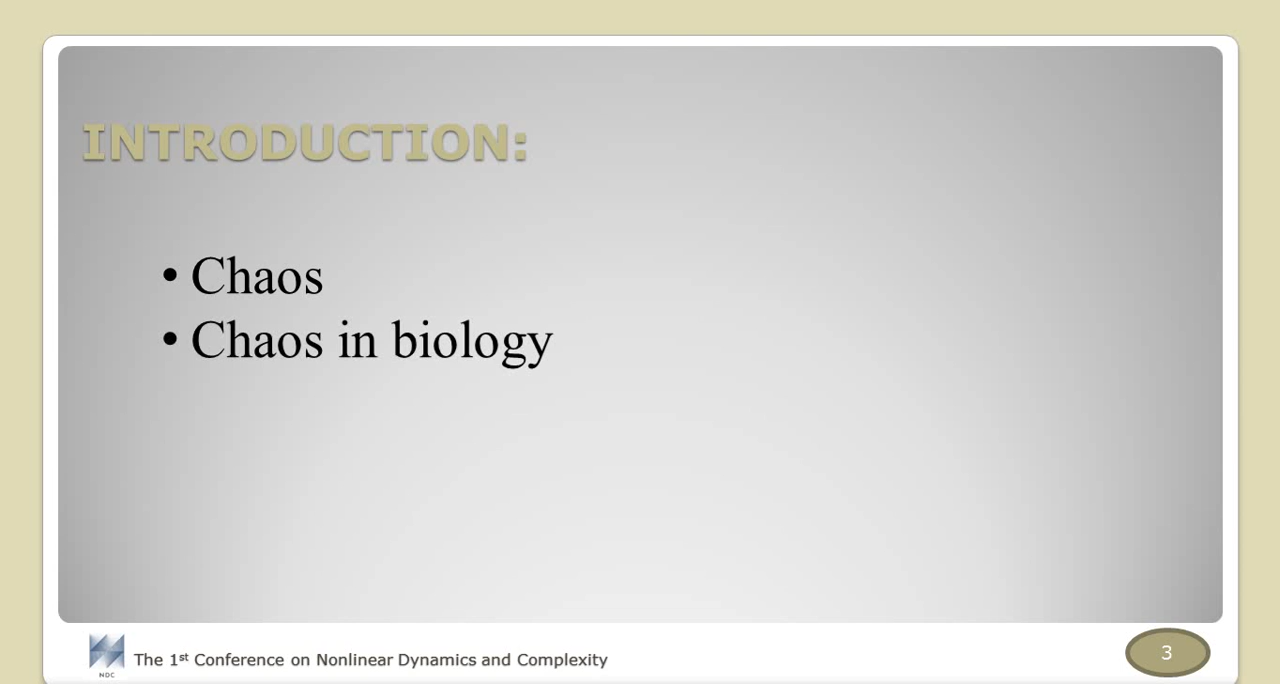 INTRODUCTION:
• Chaos
• Chaos in biology
NDC
The 1st Conference on Nonlinear Dynamics and Complexity
3